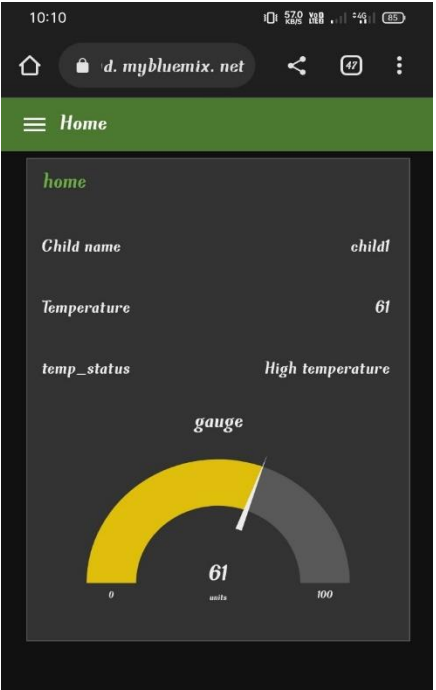 10:10 57.0 KB/S 4G 85
d. mybluemix. net 47
Home
home
Child name child1
Temperature 61
temp_status High temperature
gauge
61
0 units 100